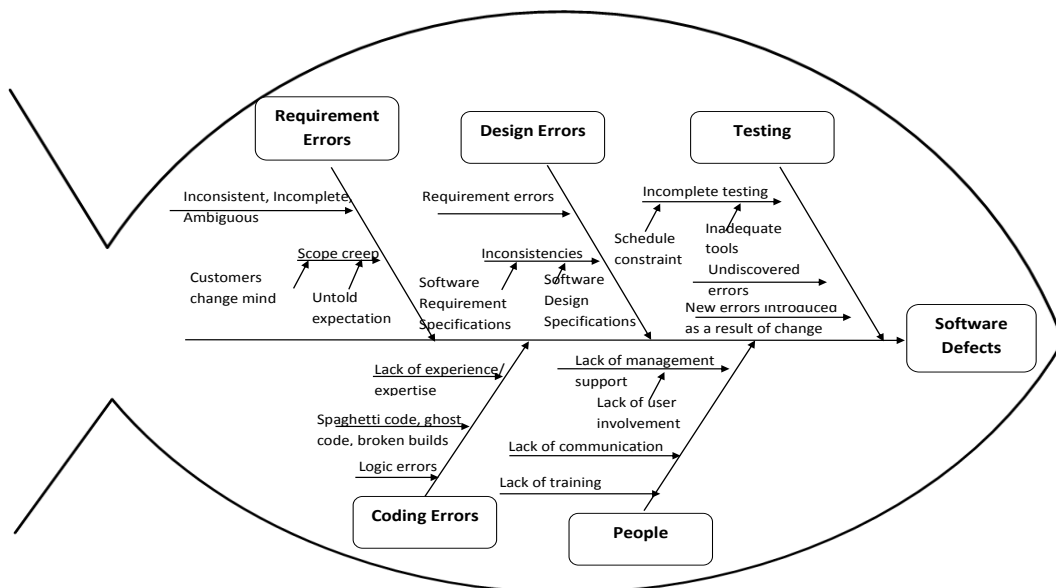 Requirement
Errors
Design Errors
Testing
Inconsistent, Incomplete,
Ambiguous
Scope creep
Customers
change mind
Untold
expectation
Requirement errors
Inconsistencies
Software
Requirement
Specifications
Software
Design
Specifications
Incomplete testing
Schedule
constraint
Inadequate
tools
Undiscovered
errors
New errors introduced
as a result of change
Software
Defects
Lack of experience/
expertise
Spaghetti code, ghost
code, broken builds
Logic errors
Coding Errors
Lack of management
support
Lack of user
involvement
Lack of communication
Lack of training
People